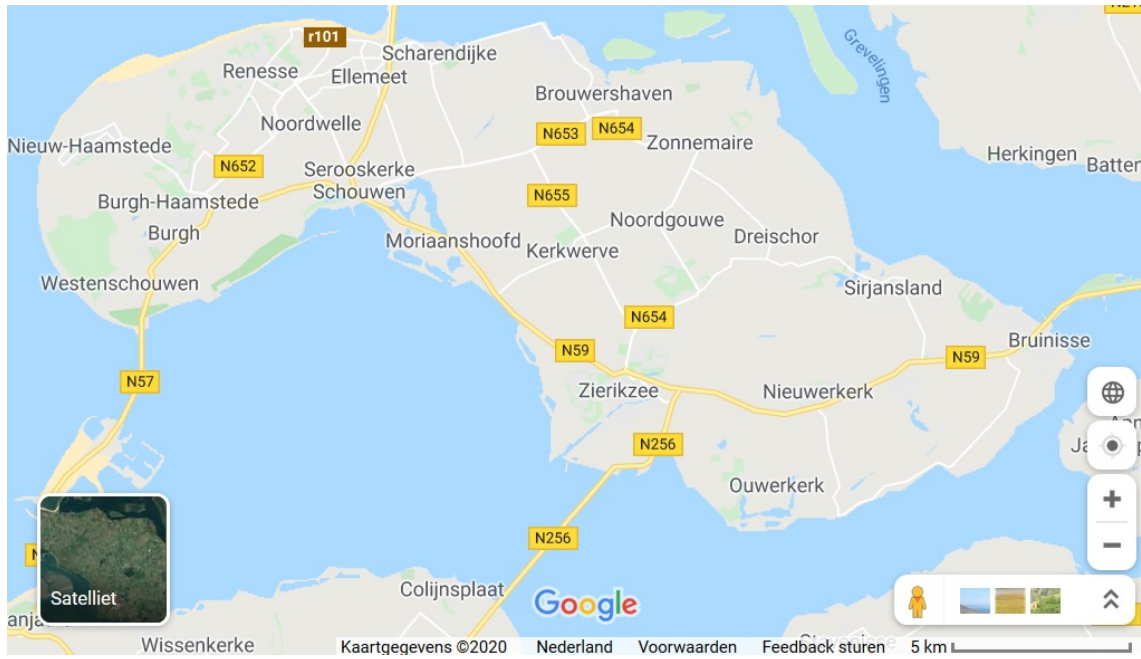 r101
Scharendijke
Renesse
Ellemeet
Grevelingen
Brouwershaven
Noordwelle
N653
N654
Zonnemaire
Nieuw-Haamstede
Herkingen
N652
Serooskerke
Schouwen
Burgh-Haamstede
N655
Noordgouwe
Burgh
Moriaanshoofd
Kerkwerve
Dreischor
Westenschouwen
Sirjansland
N654
Bruinisse
N59
N59
N57
Zierikzee
Nieuwerkerk
N256
Ouwerkerk
N256
Colijnsplaat
Satelliet
Google
Wissenkerke
Kaartgegevens ©2020 Nederland Voorwaarden Feedback sturen 5 km